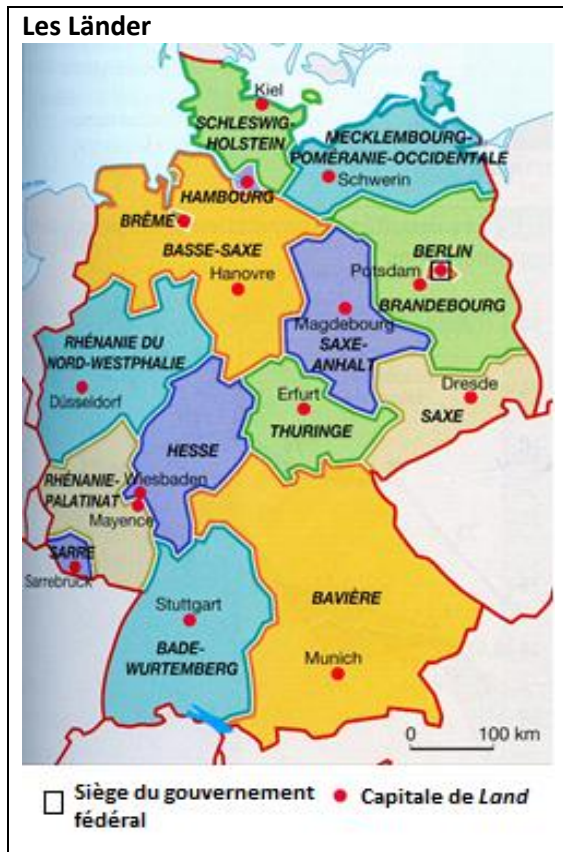 Les Länder
Kiel
SCHLESWIG-
HOLSTEIN
MECKLEMBOURG-
POMÉRANIE-OCCIDENTALE
Schwerin
HAMBOURG
BRÊME
BASSE-SAXE
Hanovre
BERLIN
Potsdam
BRANDEBOURG
Magdebourg
SAXE-
ANHALT
RHÉNANIE DU
NORD-WESTPHALIE
Düsseldorf
Erfurt
THURINGE
Dresde
SAXE
HESSE
RHÉNANIE-
PALATINAT
Wiesbaden
Mayence
SARRE
Sarrebruck
Stuttgart
BADE-
WURTEMBERG
BAVIÈRE
Munich
0 100 km
Siège du gouvernement
fédéral
Capitale de Land